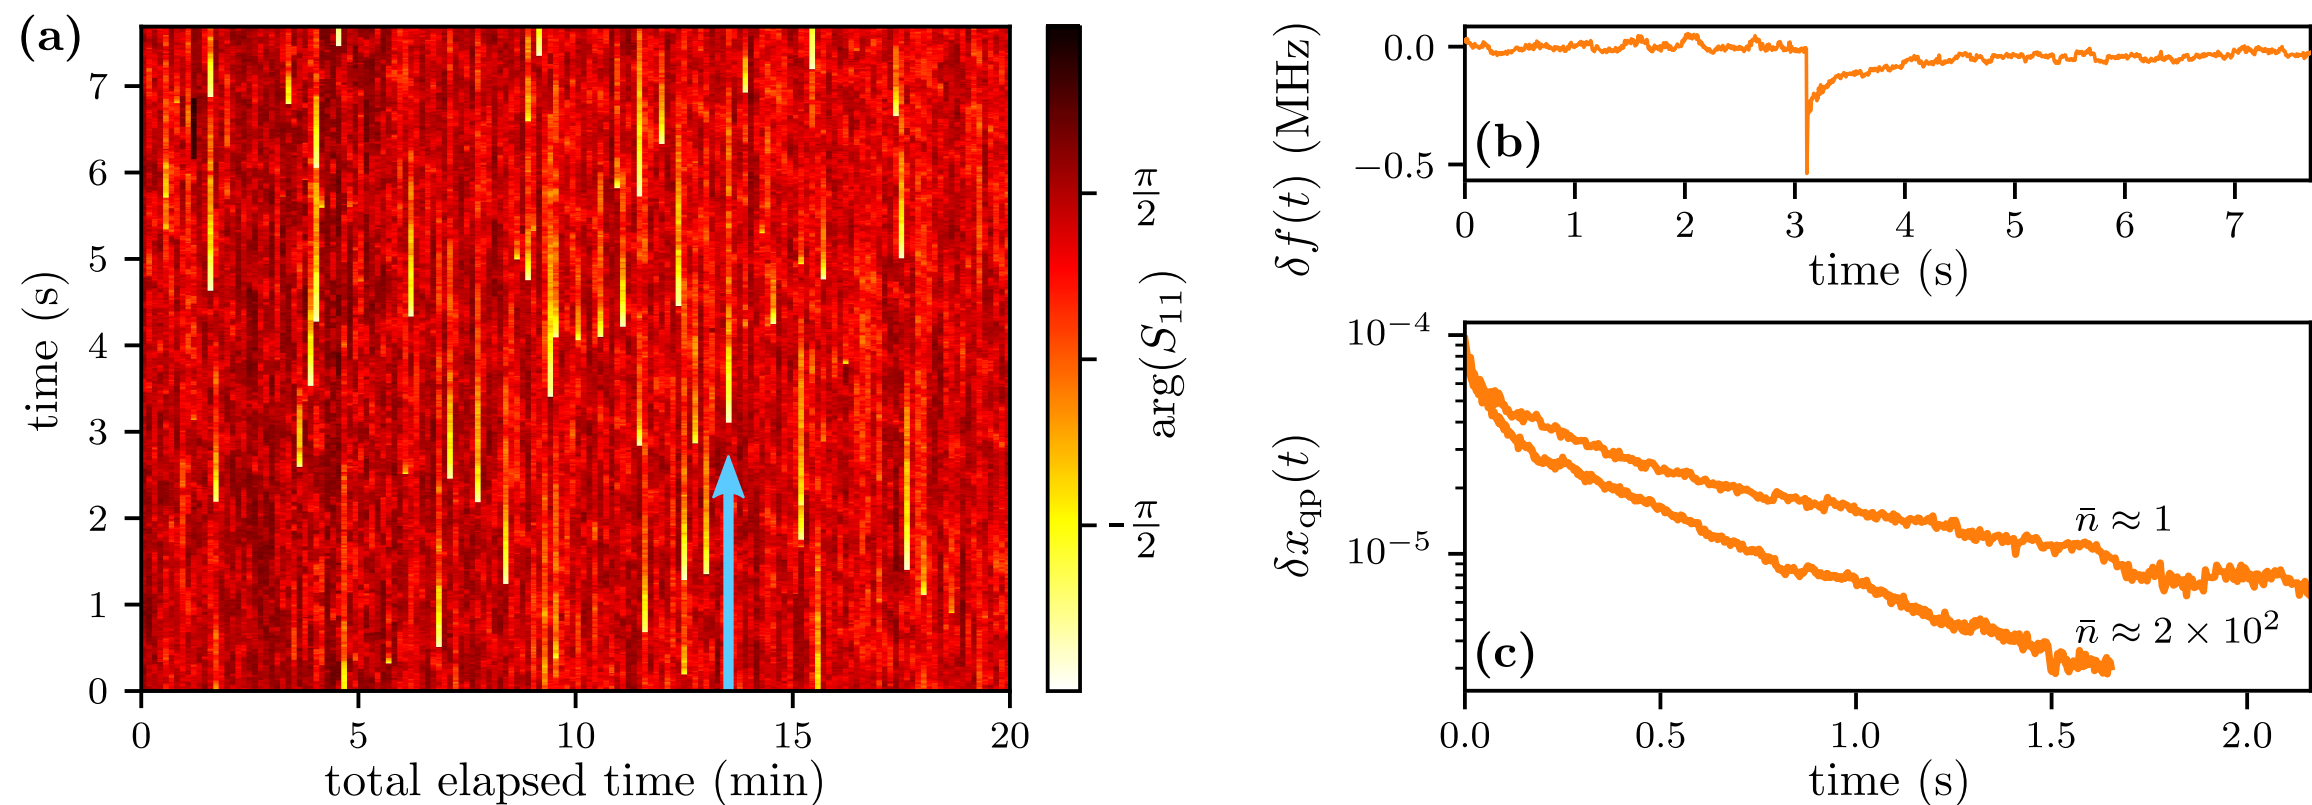 (a)
7
6
5
4
3
2
1
0
time (s)
0 5 10 15 20
total elapsed time (min)
π/2
-π/2
arg(S₁₁)
0.0
−0.5
δf(t) (MHz)
(b)
0 1 2 3 4 5 6 7
time (s)
10⁻⁴
10⁻⁵
δx_qp(t)
n̄ ≈ 1
n̄ ≈ 2 × 10²
(c)
0.0 0.5 1.0 1.5 2.0
time (s)